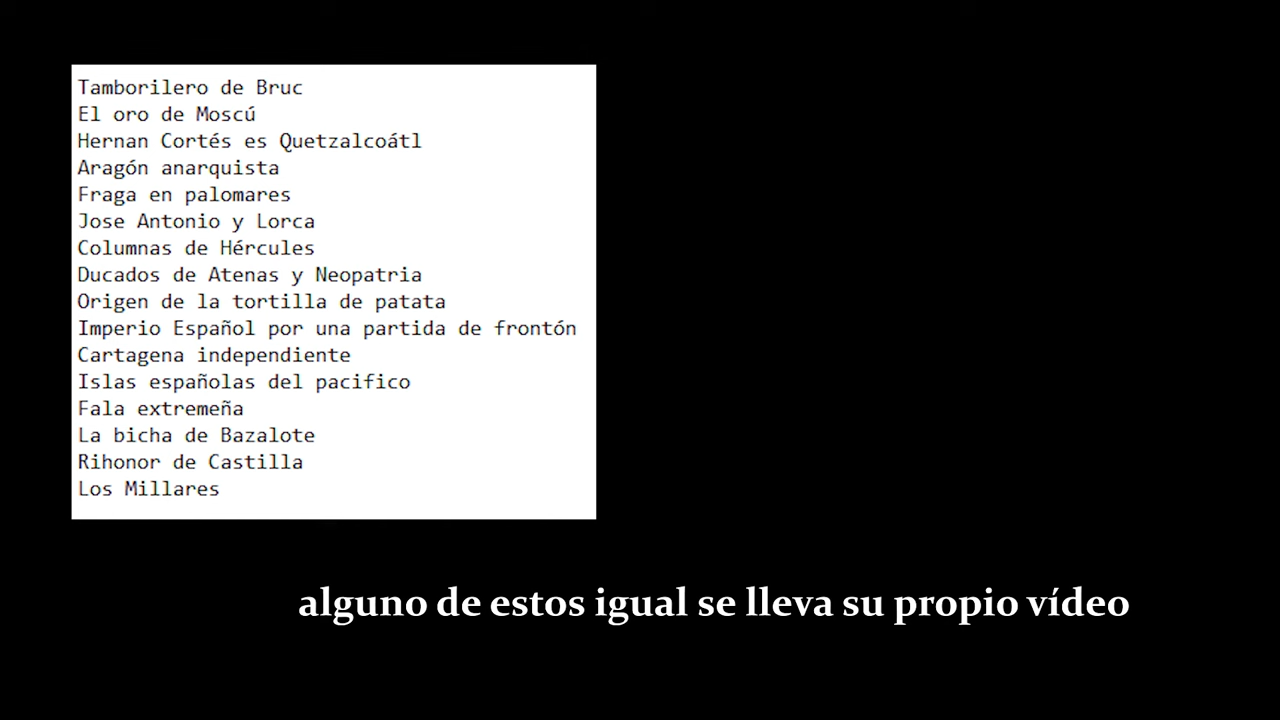 Tamborilero de Bruc
El oro de Moscú
Hernan Cortés es Quetzalcoátl
Aragón anarquista
Fraga en palomares
Jose Antonio y Lorca
Columnas de Hércules
Ducados de Atenas y Neopatria
Origen de la tortilla de patata
Imperio Español por una partida de frontón
Cartagena independiente
Islas españolas del pacifico
Fala extremeña
La bicha de Bazalote
Rihonor de Castilla
Los Millares
alguno de estos igual se lleva su propio vídeo